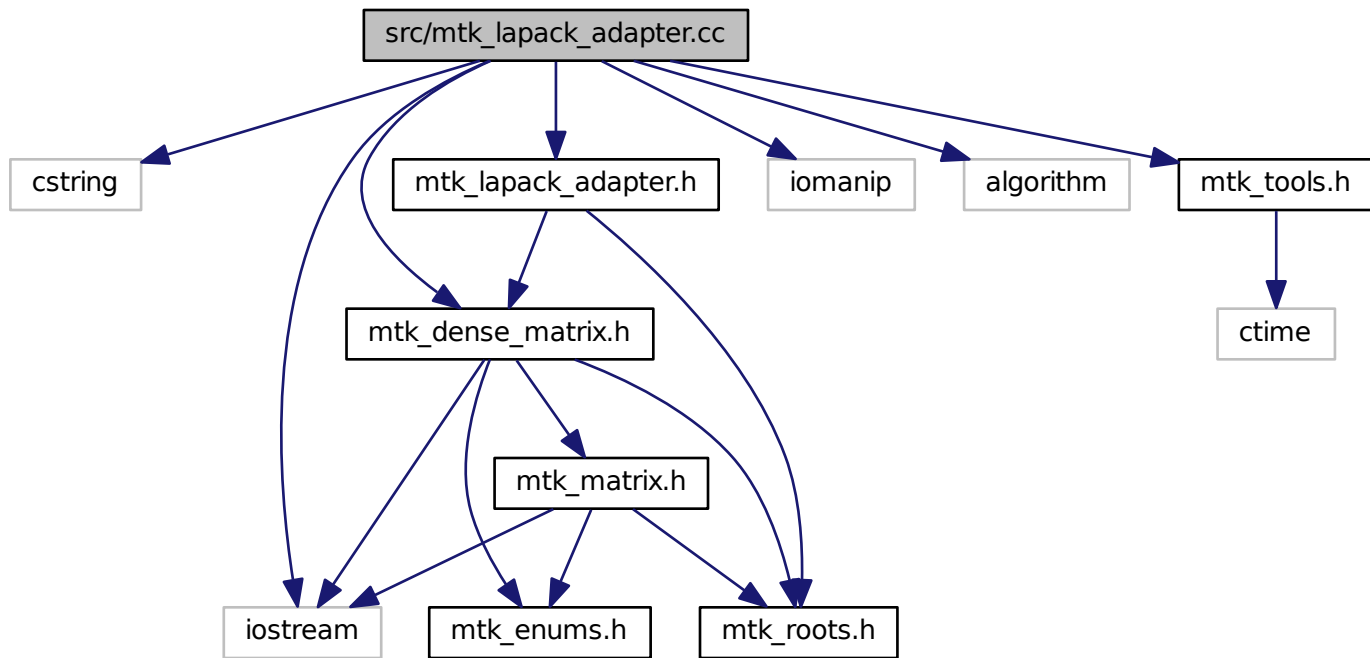 src/mtk_lapack_adapter.cc
cstring
mtk_lapack_adapter.h
iomanip
algorithm
mtk_tools.h
mtk_dense_matrix.h
ctime
mtk_matrix.h
iostream
mtk_enums.h
mtk_roots.h